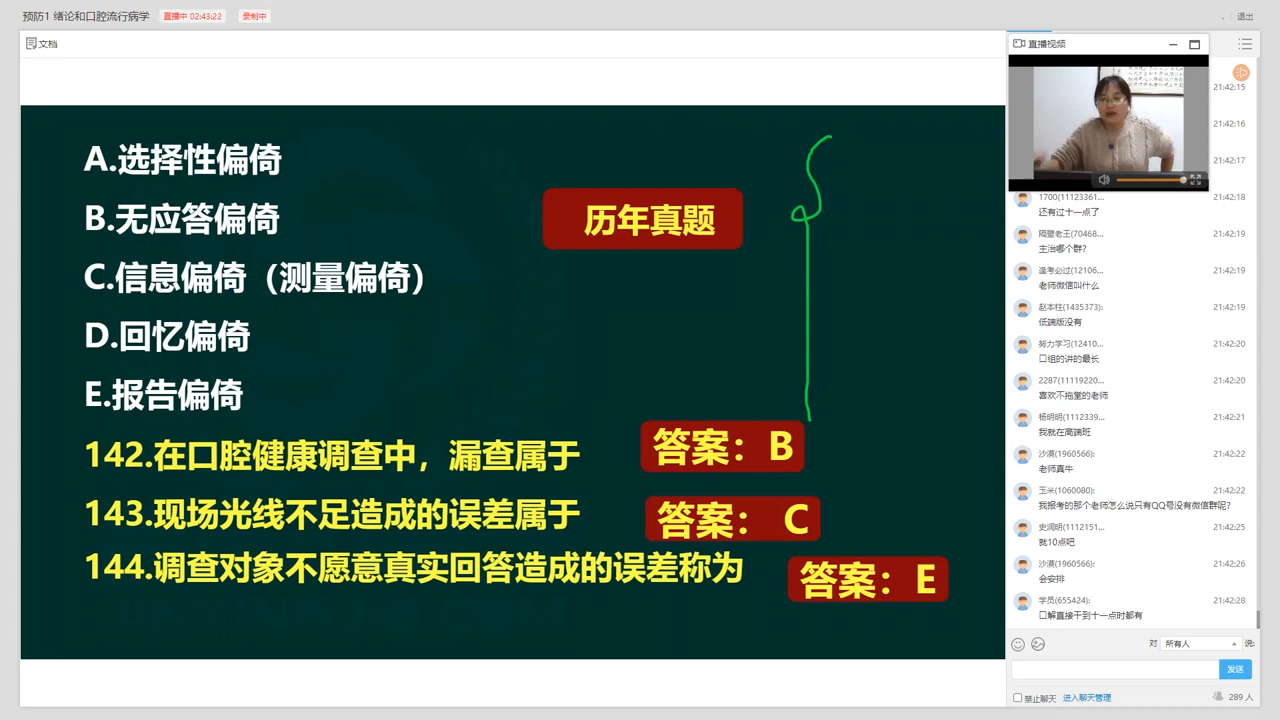 预防1 绪论和口腔流行病学
直播中 02:43:22
录制中
退出
文档
A.选择性偏倚
B.无应答偏倚
历年真题
C.信息偏倚（测量偏倚）
D.回忆偏倚
E.报告偏倚
142.在口腔健康调查中，漏查属于
答案：B
143.现场光线不足造成的误差属于
答案： C
144.调查对象不愿意真实回答造成的误差称为
答案：E
直播视频
21:42:15
21:42:16
21:42:17
1700(11123361... 21:42:18
还有过十一点了
隔壁老王(70468... 21:42:19
主治哪个群?
逢考必过(12106... 21:42:19
老师微信叫什么
赵本柱(1435373): 21:42:19
低端版没有
努力学习(12410... 21:42:20
口组的讲的最长
2287(11119220... 21:42:20
喜欢不拖堂的老师
杨明明(1112339... 21:42:21
我就在高端班
沙漠(1960566): 21:42:22
老师真牛
玉米(1060080): 21:42:22
我报考的那个老师怎么说只有QQ号没有微信群呢?
史润明(1112151... 21:42:25
就10点吧
沙漠(1960566): 21:42:26
会安排
学员(655424): 21:42:28
口解直接干到十一点时都有
对 所有人 说:
发送
禁止聊天 进入聊天管理
289 人